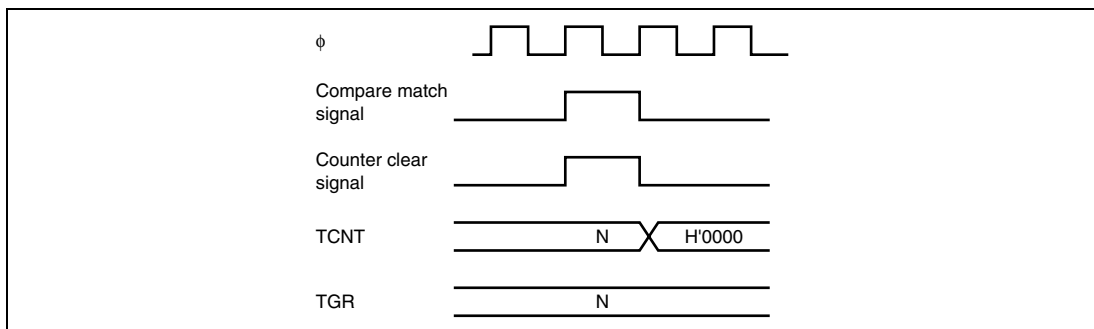 ϕ
Compare match
signal
Counter clear
signal
TCNT
N
H'0000
TGR
N